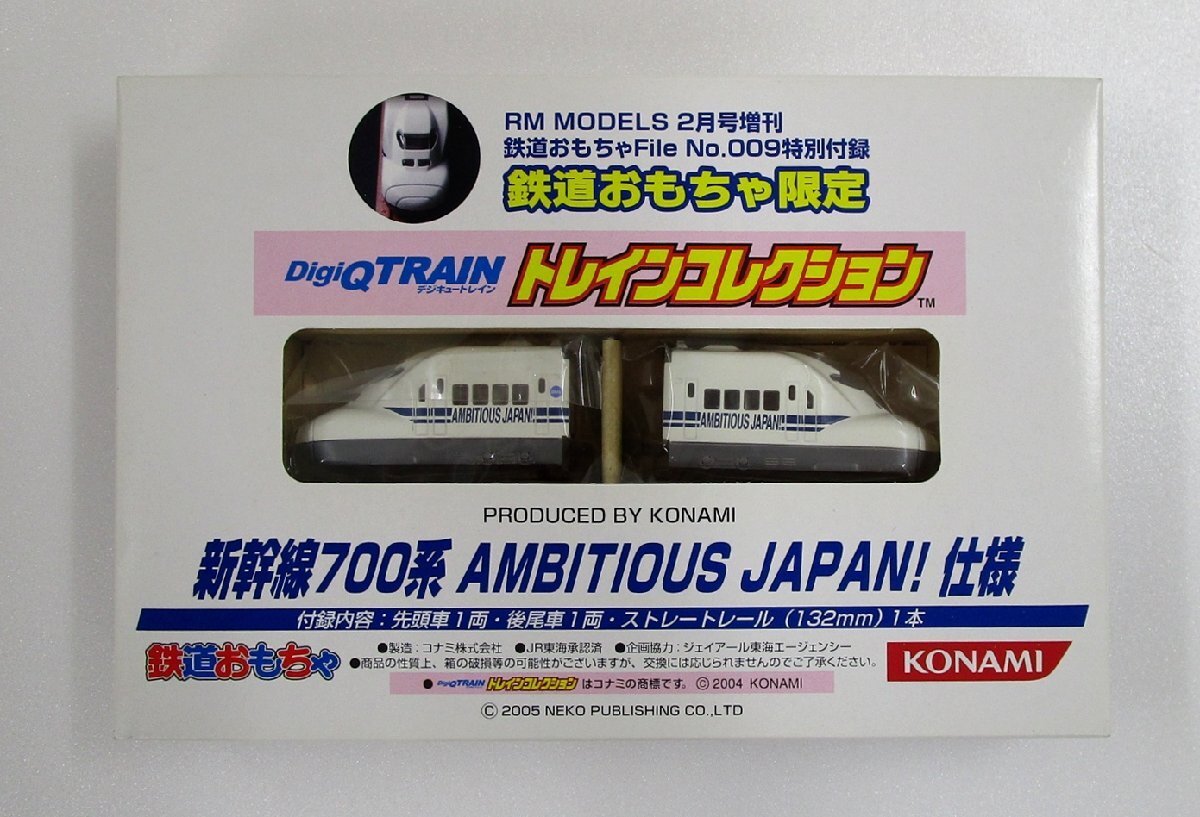 RM MODELS 2月号増刊
鉄道おもちゃFile No.009特別付録
鉄道おもちゃ限定
DigiQTRAIN トレインコレクション™
デジキュートレイン
AMBITIOUS JAPAN! AMBITIOUS JAPAN!
PRODUCED BY KONAMI
新幹線700系 AMBITIOUS JAPAN! 仕様
付録内容：先頭車1両・後尾車1両・ストレートレール（132mm）1本
鉄道おもちゃ
●製造：コナミ株式会社 ●JR東海承認済 ●企画協力：ジェイアール東海エージェンシー
●商品の性質上、箱の破損等の可能性がございますが、交換には応じられませんのでご了承ください。
KONAMI
●DigiQTRAIN トレインコレクションはコナミの商標です。©2004 KONAMI
© 2005 NEKO PUBLISHING CO.,LTD